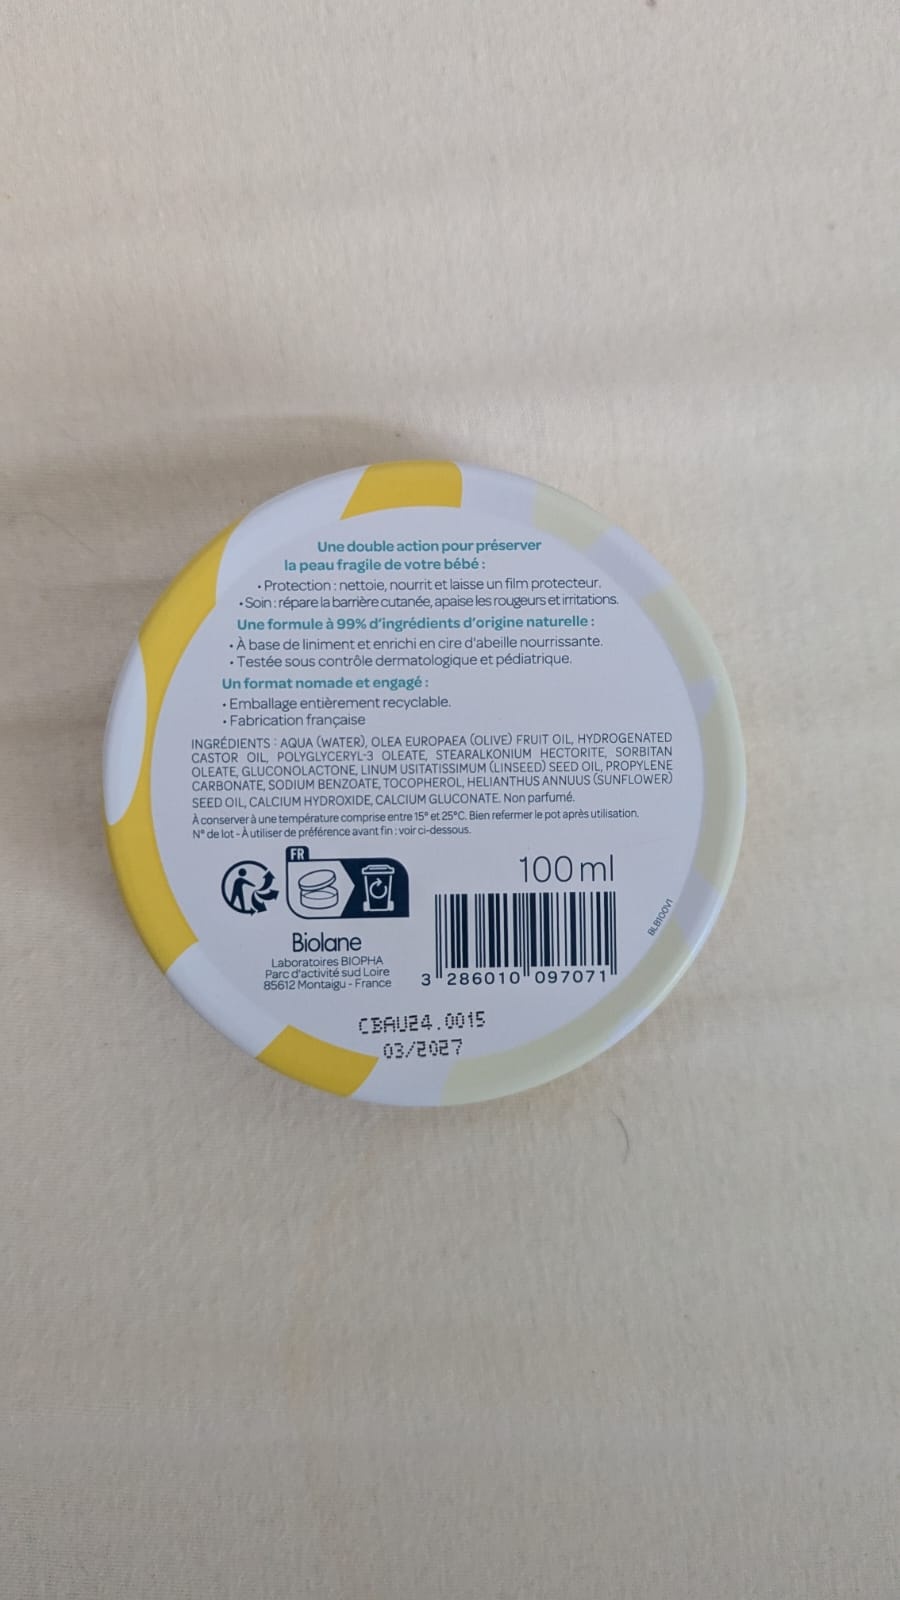 Une double action pour préserver
la peau fragile de votre bébé :
• Protection : nettoie, nourrit et laisse un film protecteur.
• Soin : répare la barrière cutanée, apaise les rougeurs et irritations.
Une formule à 99% d'ingrédients d'origine naturelle :
• À base de liniment et enrichi en cire d'abeille nourrissante.
• Testée sous contrôle dermatologique et pédiatrique.
Un format nomade et engagé :
• Emballage entièrement recyclable.
• Fabrication française
INGRÉDIENTS : AQUA (WATER), OLEA EUROPAEA (OLIVE) FRUIT OIL, HYDROGENATED
CASTOR OIL, POLYGLYCERYL-3 OLEATE, STEARALKONIUM HECTORITE, SORBITAN
OLEATE, GLUCONOLACTONE, LINUM USITATISSIMUM (LINSEED) SEED OIL, PROPYLENE
CARBONATE, SODIUM BENZOATE, TOCOPHEROL, HELIANTHUS ANNUUS (SUNFLOWER)
SEED OIL, CALCIUM HYDROXIDE, CALCIUM GLUCONATE. Non parfumé.
À conserver à une température comprise entre 15° et 25°C. Bien refermer le pot après utilisation.
N° de lot - À utiliser de préférence avant fin : voir ci-dessous.
FR
100 ml
BLB100V1
Biolane
Laboratoires BIOPHA
Parc d'activité sud Loire
85612 Montaigu - France
3 286010 097071
CBAU24.0015
03/2027